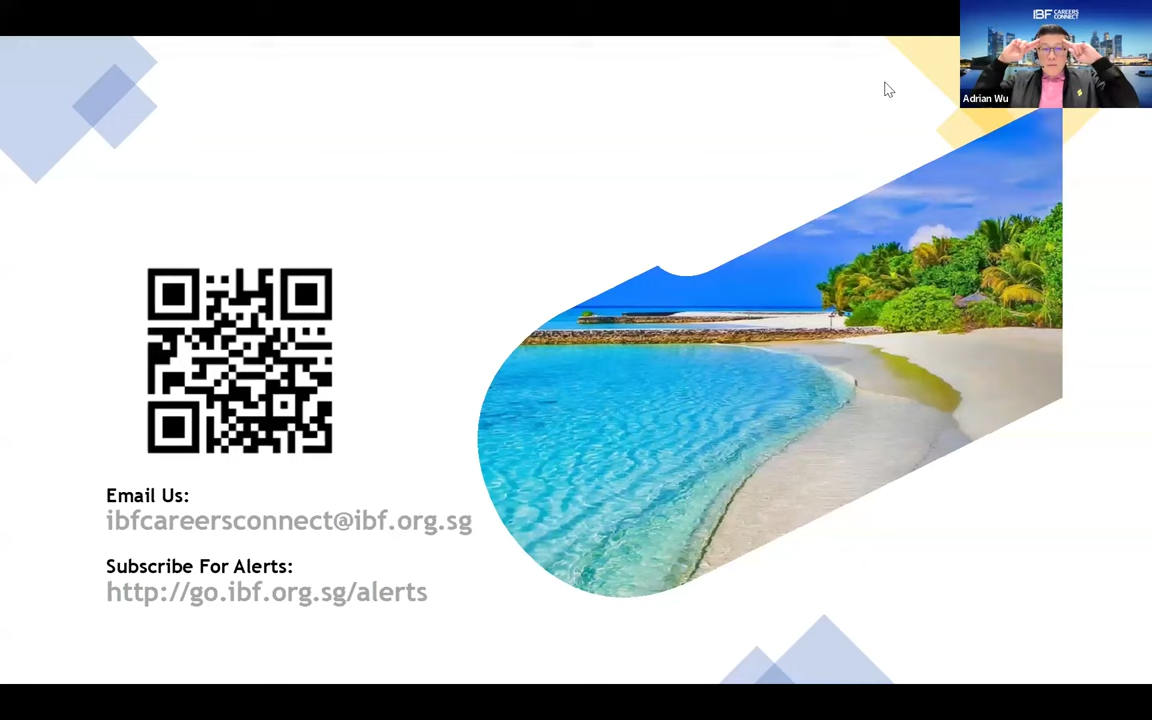 IBF CAREERS
CONNECT
Adrian Wu
Email Us:
ibfcareersconnect@ibf.org.sg
Subscribe For Alerts:
http://go.ibf.org.sg/alerts